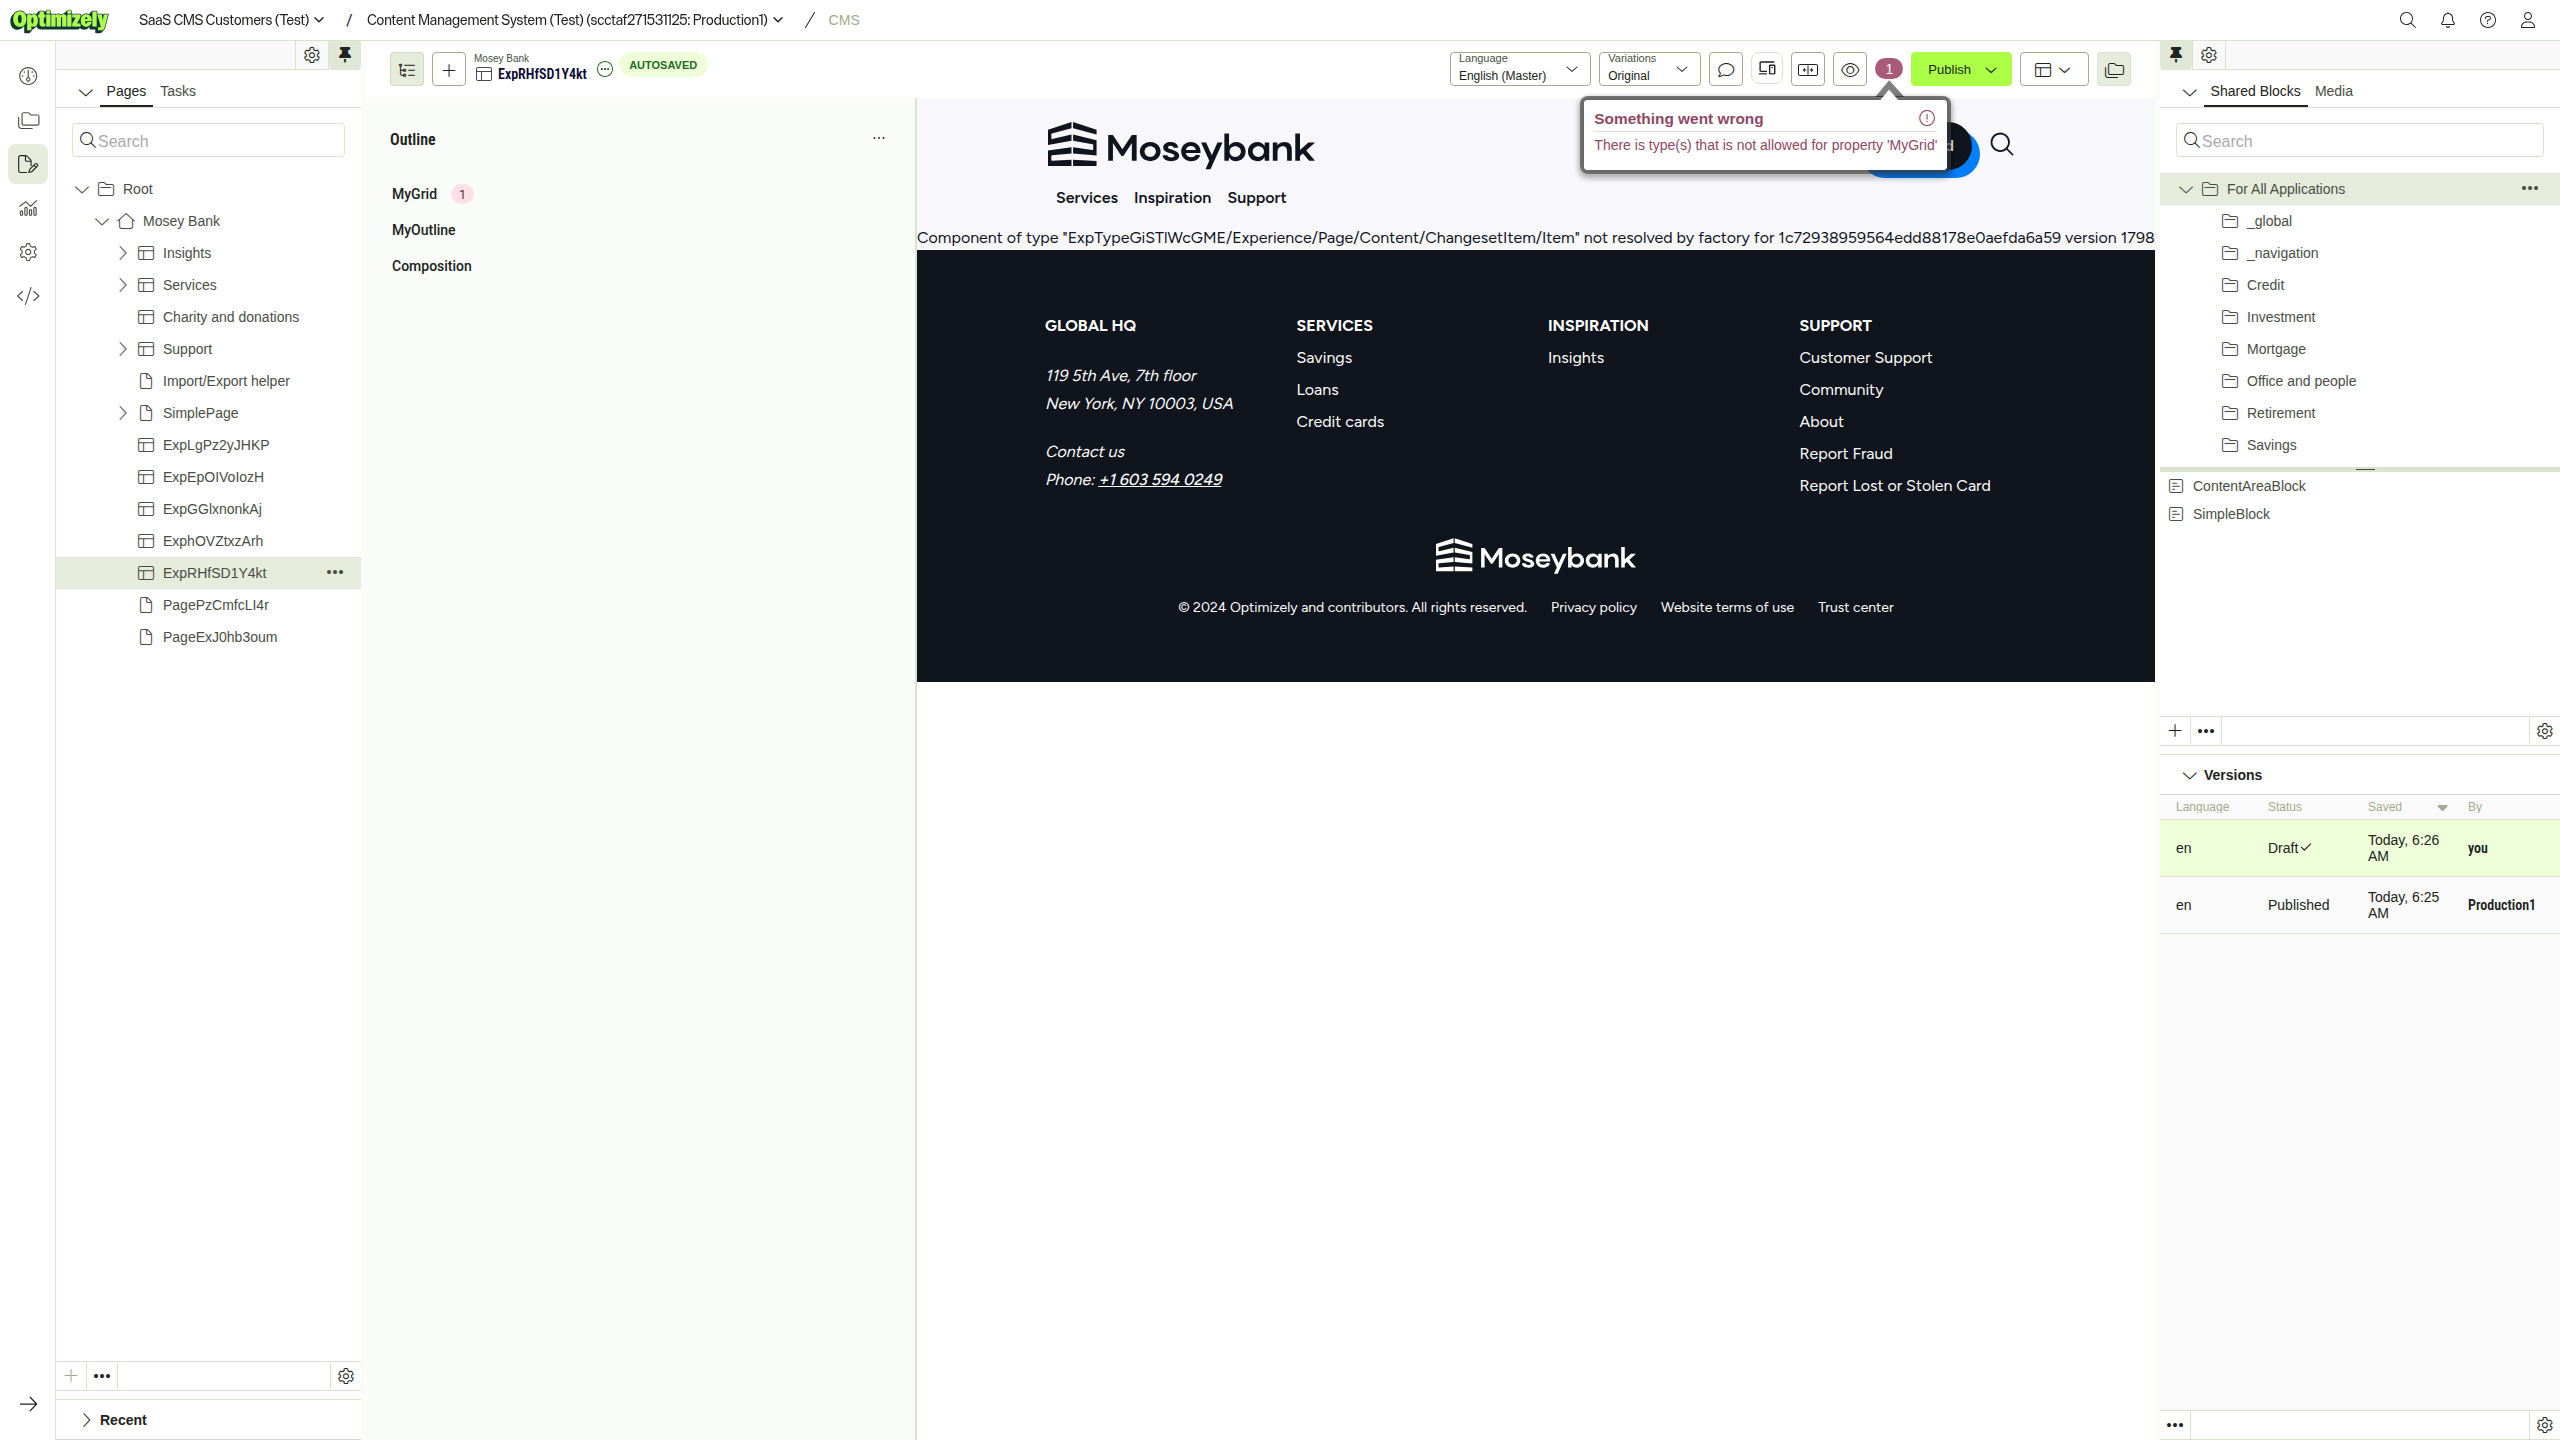 Optimizely
SaaS CMS Customers (Test)
/
Content Management System (Test) (scctaf271531125: Production1)
/
CMS
Pages
Tasks
Search
Root
Mosey Bank
Insights
Services
Charity and donations
Support
Import/Export helper
SimplePage
ExpLgPz2yJHKP
ExpEpOIVoIozH
ExpGGlxnonkAj
ExphOVZtxzArh
ExpRHfSD1Y4kt
PagePzCmfcLI4r
PageExJ0hb3oum
Recent
Mosey Bank
ExpRHfSD1Y4kt
AUTOSAVED
Language
English (Master)
Variations
Original
1
Publish
Outline
MyGrid 1
MyOutline
Composition
Something went wrong
There is type(s) that is not allowed for property 'MyGrid'
Moseybank
Services Inspiration Support
Component of type "ExpTypeGiSTlWcGME/Experience/Page/Content/ChangesetItem/Item" not resolved by factory for 1c72938959564edd88178e0aefda6a59 version 1798
GLOBAL HQ
119 5th Ave, 7th floor
New York, NY 10003, USA
Contact us
Phone: +1 603 594 0249
SERVICES
Savings
Loans
Credit cards
INSPIRATION
Insights
SUPPORT
Customer Support
Community
About
Report Fraud
Report Lost or Stolen Card
Moseybank
© 2024 Optimizely and contributors. All rights reserved. Privacy policy Website terms of use Trust center
Shared Blocks
Media
Search
For All Applications
_global
_navigation
Credit
Investment
Mortgage
Office and people
Retirement
Savings
ContentAreaBlock
SimpleBlock
Versions
Language Status Saved By
en Draft Today, 6:26 AM you
en Published Today, 6:25 AM Production1